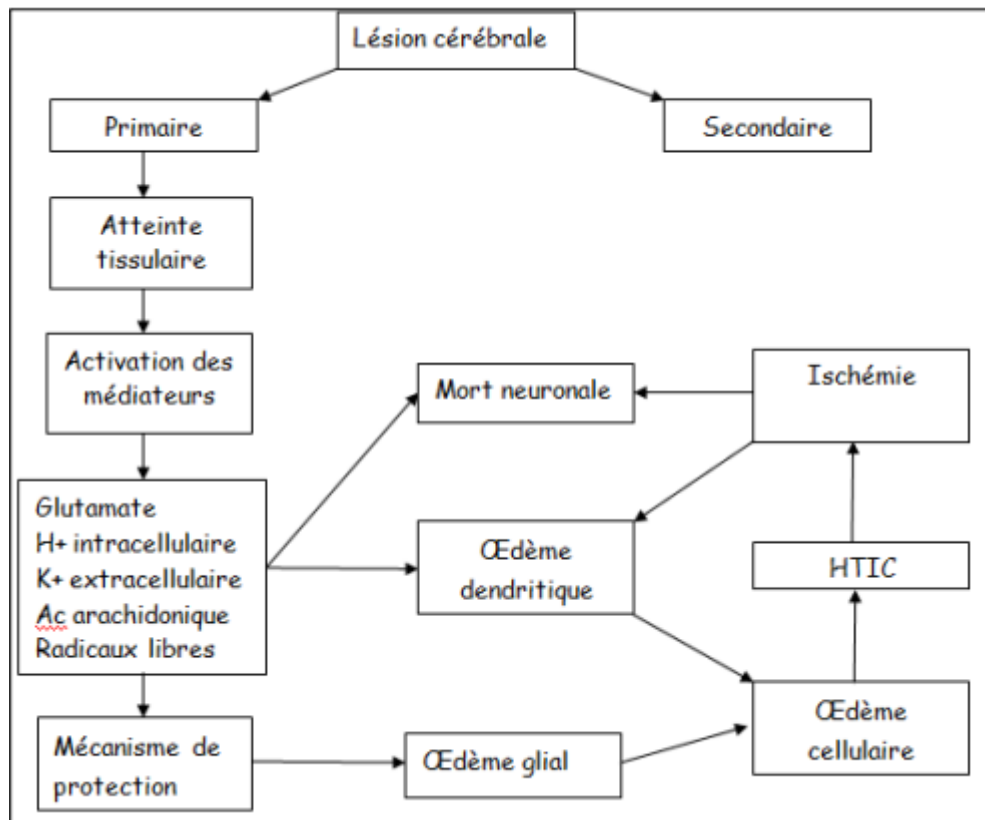 Lésion cérébrale
Primaire
Secondaire
Atteinte
tissulaire
Activation des
médiateurs
Mort neuronale
Ischémie
Glutamate
H+ intracellulaire
K+ extracellulaire
Ac arachidonique
Radicaux libres
Œdème
dendritique
HTIC
Mécanisme de
protection
Œdème glial
Œdème
cellulaire